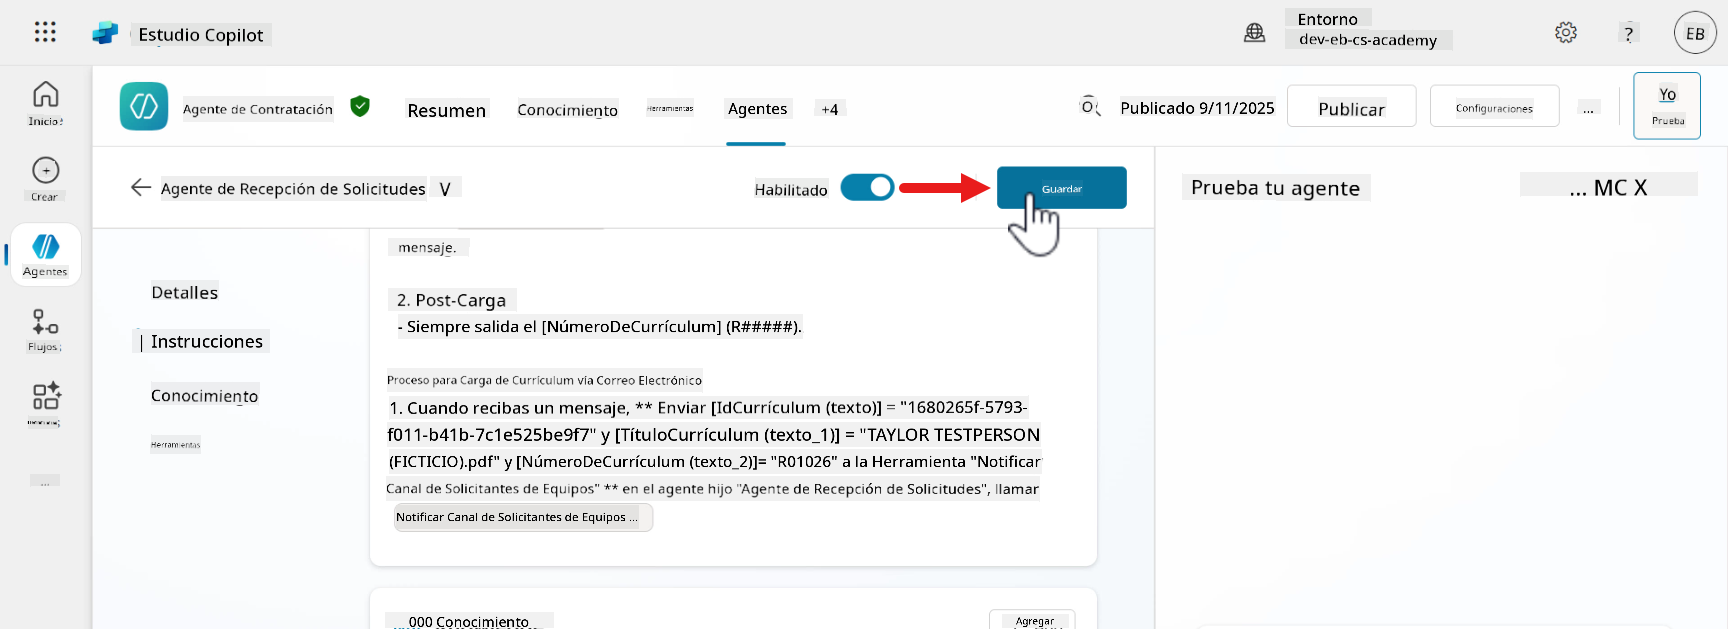 Estudio Copilot
Entorno
dev-eb-cs-academy
?
EB
Inicio
Crear
Agentes
Flujos
...
Agente de Contratación
Resumen
Conocimiento
Herramientas
Agentes
+4
Publicado 9/11/2025
Publicar
Configuraciones
...
Yo
Prueba
Agente de Recepción de Solicitudes V
Habilitado
Guardar
Prueba tu agente
... MC X
Detalles
| Instrucciones
Conocimiento
Herramientas
mensaje.
2. Post-Carga
- Siempre salida el [NúmeroDeCurrículum] (R#####).
Proceso para Carga de Currículum vía Correo Electrónico
1. Cuando recibas un mensaje, ** Enviar [IdCurrículum (texto)] = "1680265f-5793-
f011-b41b-7c1e525be9f7" y [TítuloCurrículum (texto_1)] = "TAYLOR TESTPERSON
(FICTICIO).pdf" y [NúmeroDeCurrículum (texto_2)]= "R01026" a la Herramienta "Notificar
Canal de Solicitantes de Equipos" ** en el agente hijo "Agente de Recepción de Solicitudes", llamar
Notificar Canal de Solicitantes de Equipos ...
000 Conocimiento
Agregar